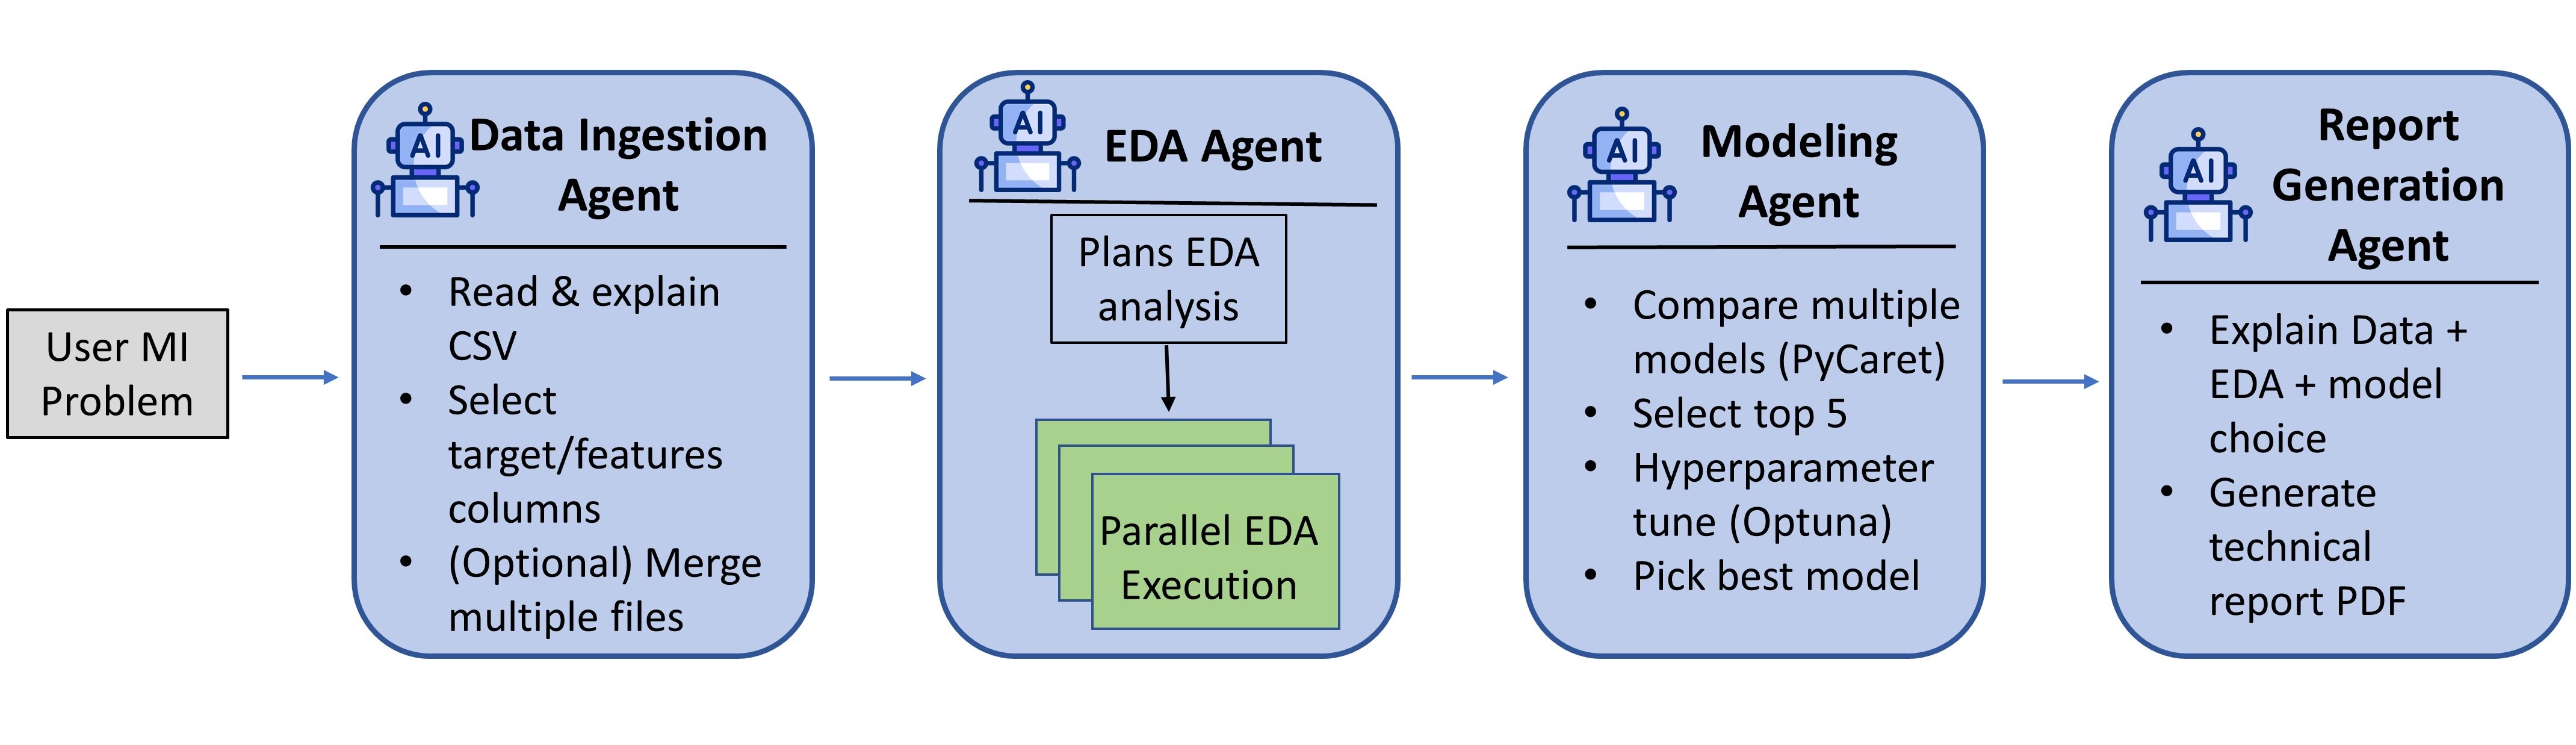 User MI
Problem
AI
Data Ingestion
Agent
• Read & explain
CSV
• Select
target/features
columns
• (Optional) Merge
multiple files
AI
EDA Agent
Plans EDA
analysis
Parallel EDA
Execution
AI
Modeling
Agent
• Compare multiple
models (PyCaret)
• Select top 5
• Hyperparameter
tune (Optuna)
• Pick best model
AI
Report
Generation
Agent
• Explain Data +
EDA + model
choice
• Generate
technical
report PDF